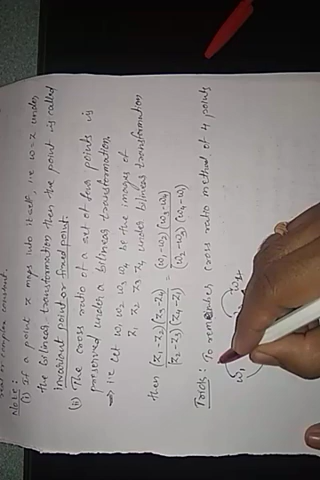 real or complex constant.
Note:
(i) If a point z maps into itself, i.e w = z under
the bilinear transformation then the point is called
invariant point or fixed point.
(ii) The cross ratio of a set of four points is
preserved under a bilinear transformation.
⇒ i.e let w₁ w₂ w₃ w₄ be the images of
z₁ z₂ z₃ z₄ under bilinear transformation
then (z₁-z₂)(z₃-z₄) / (z₂-z₃)(z₄-z₁) = (w₁-w₂)(w₃-w₄) / (w₂-w₃)(w₄-w₁)
Trick: To remember cross ratio method of 4 points
w₁ w₄